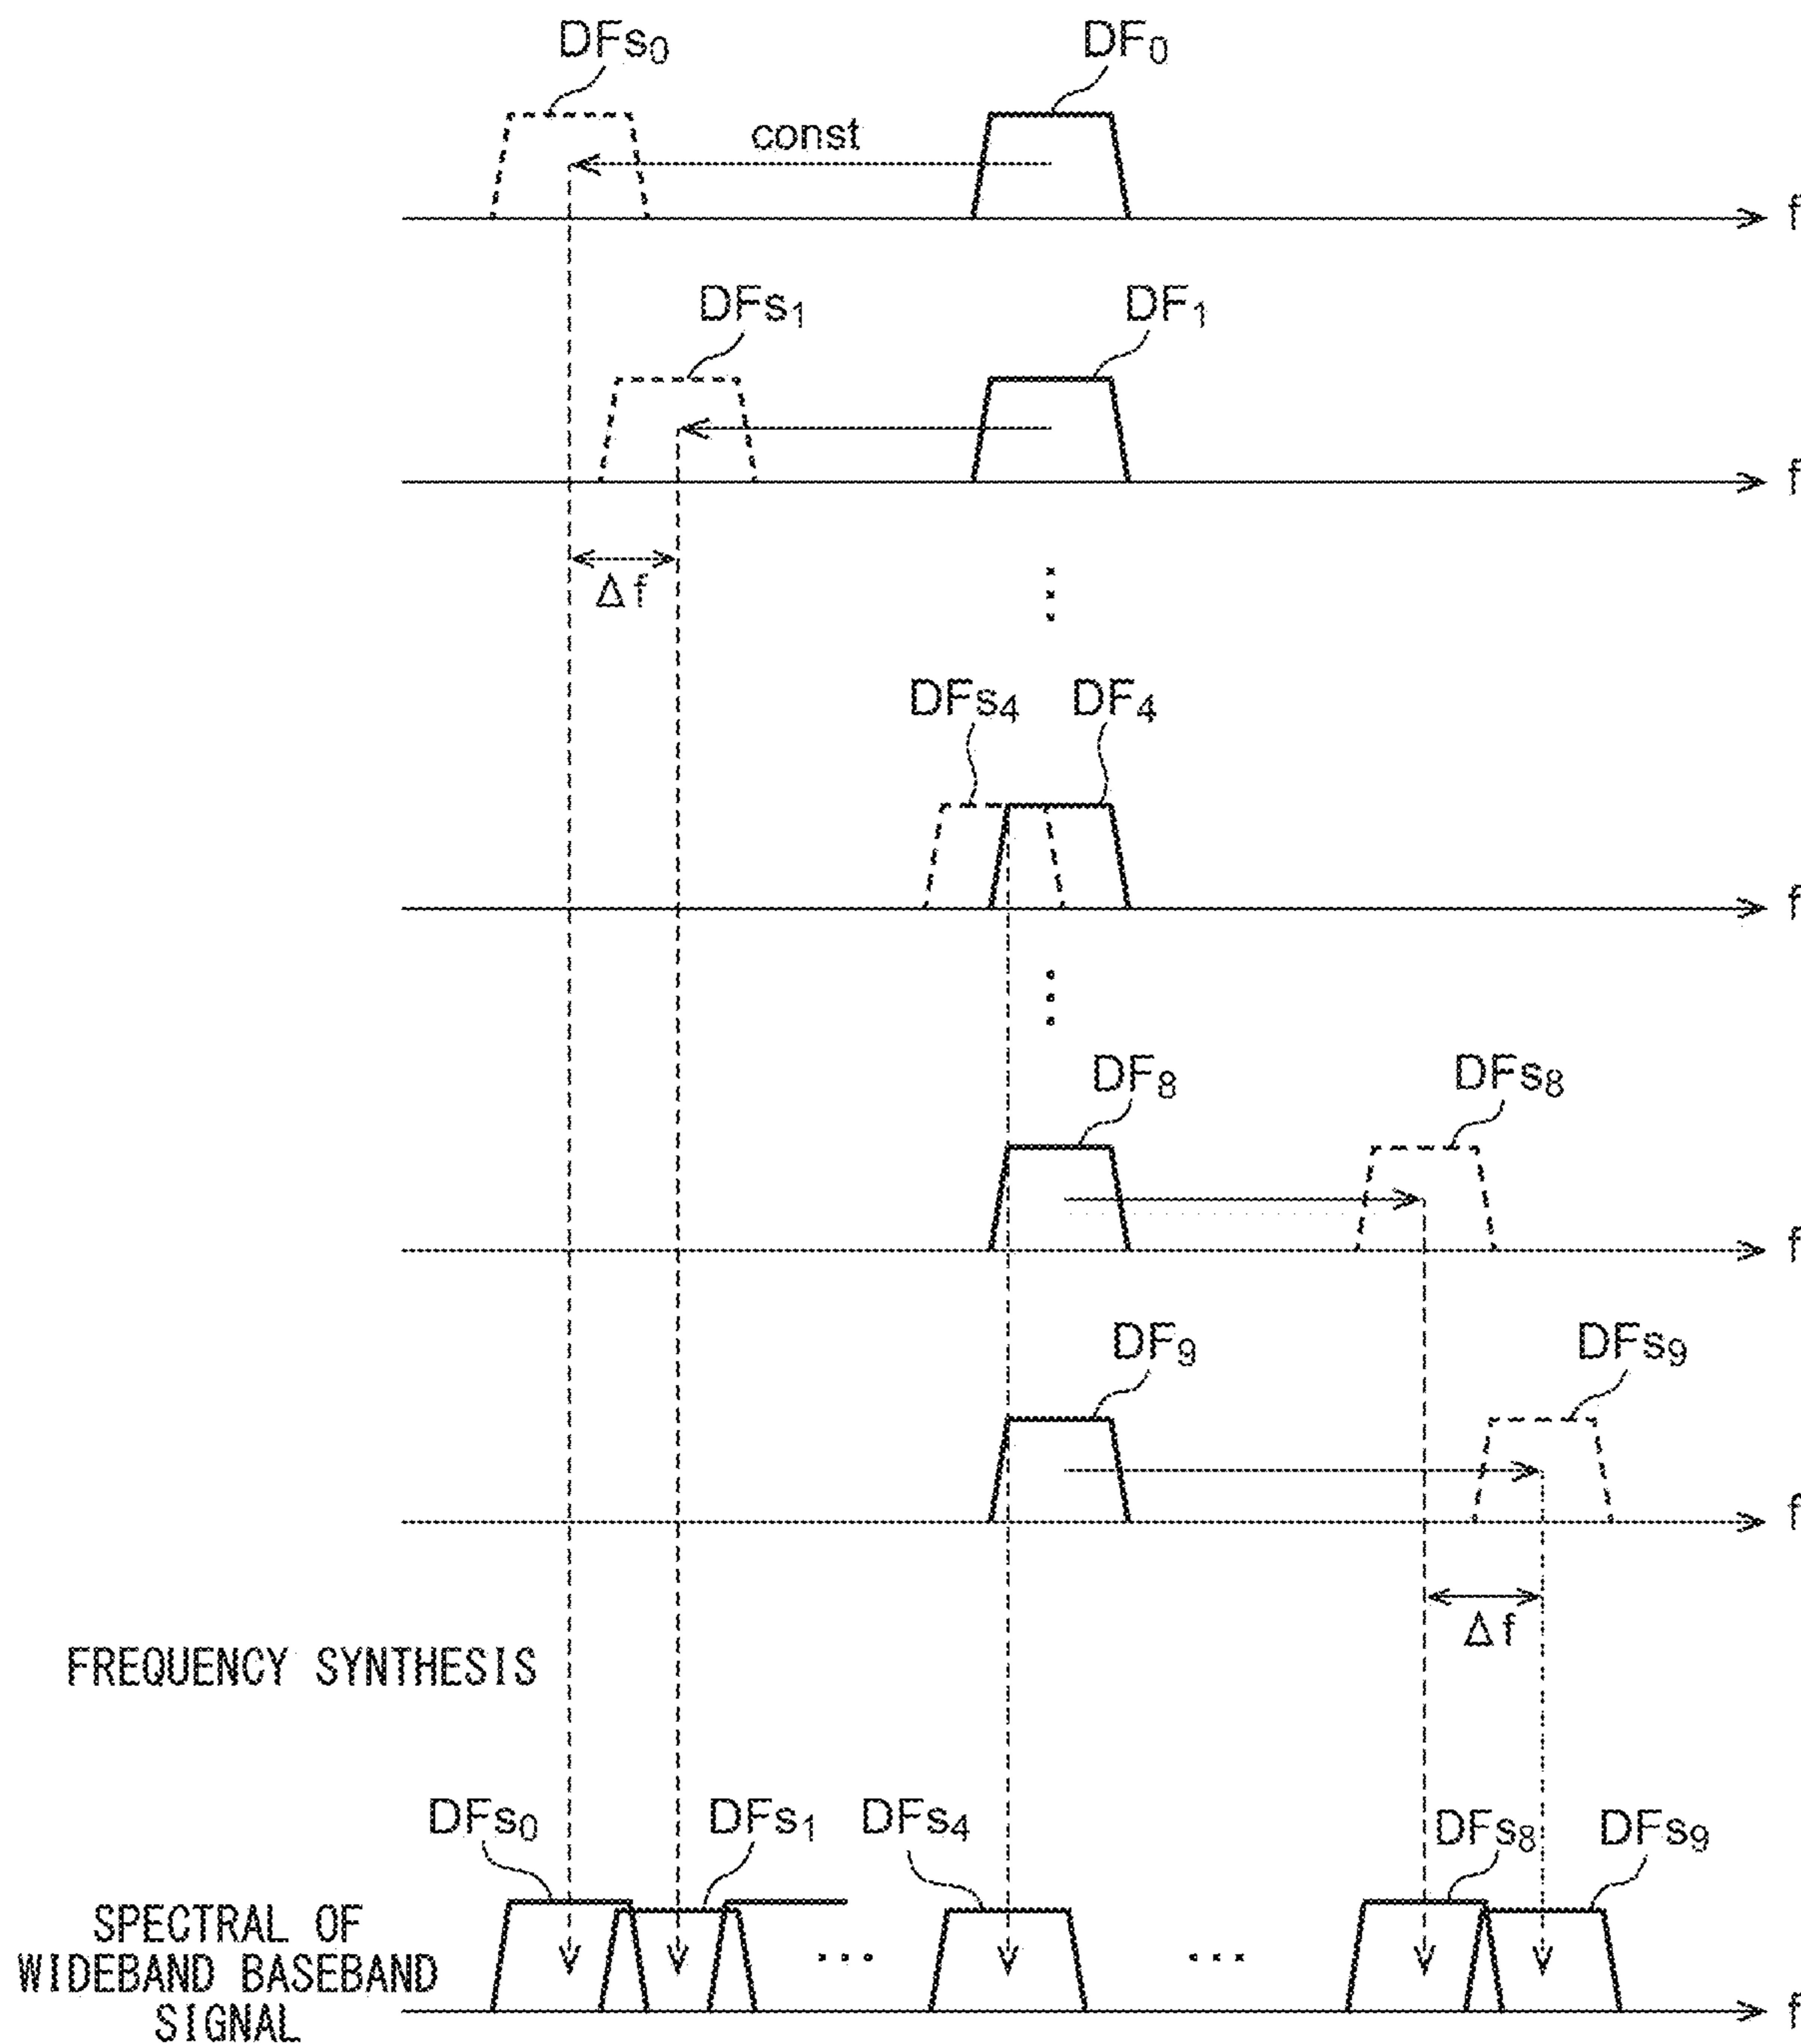 DFs0 DF0
const
f
DFs1 DF1
f
Δf
⋮
DFs4 DF4
f
⋮
DF8 DFs8
f
DF9 DFs9
f
Δf
FREQUENCY SYNTHESIS
DFs0 DFs1 DFs4 DFs8 DFs9
SPECTRAL OF
WIDEBAND BASEBAND
SIGNAL
... ...
f